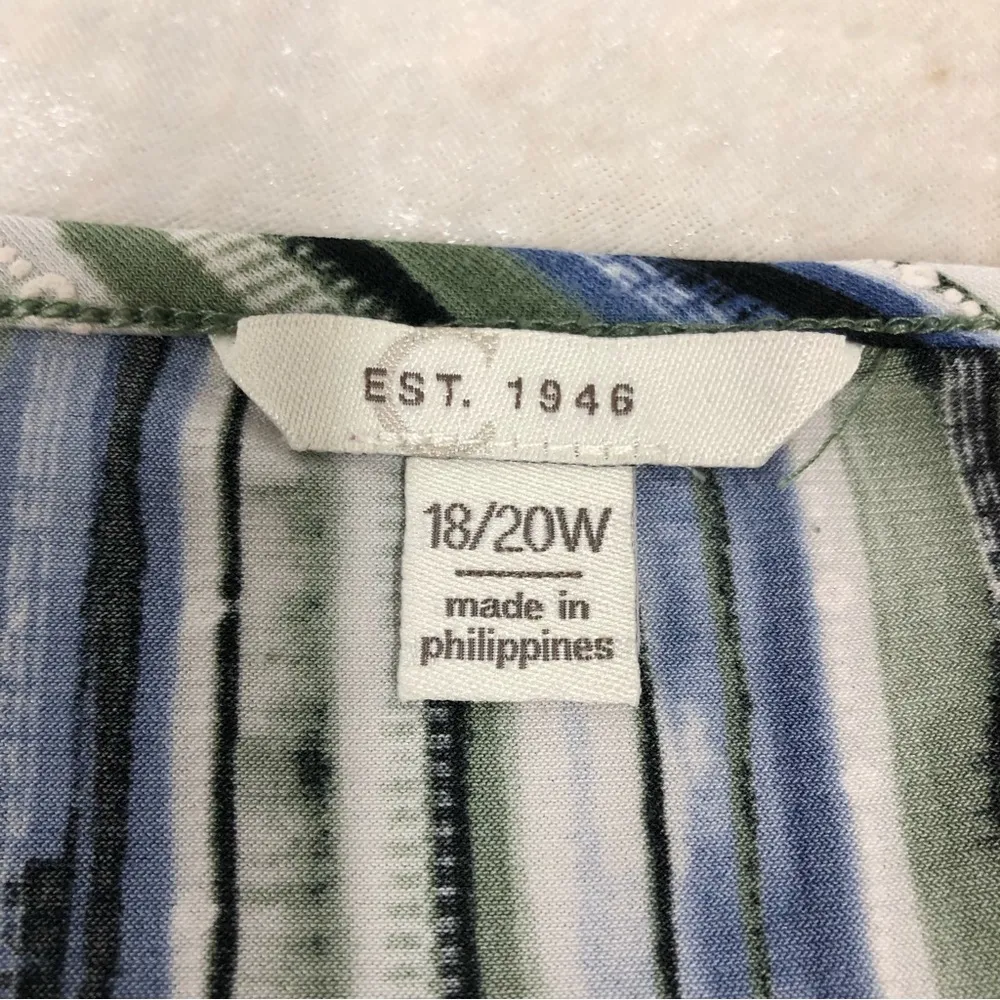 C
EST. 1946
18/20W
made in
philippines